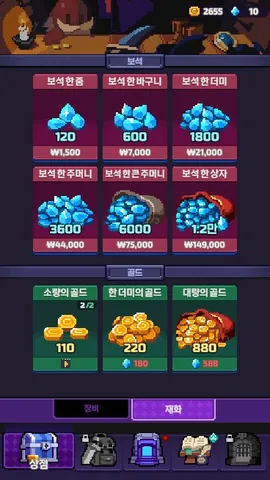 2655 10
보석
보석 한 줌 보석 한 바구니 보석 한 더미
120 600 1800
₩1,500 ₩7,000 ₩21,000
보석 한 주머니 보석 한 큰 주머니 보석 한 상자
3600 6000 1.2만
₩44,000 ₩75,000 ₩149,000
골드
소량의 골드 한 더미의 골드 대량의 골드
2/2
110 220 880
180 588
장비 재화
상점